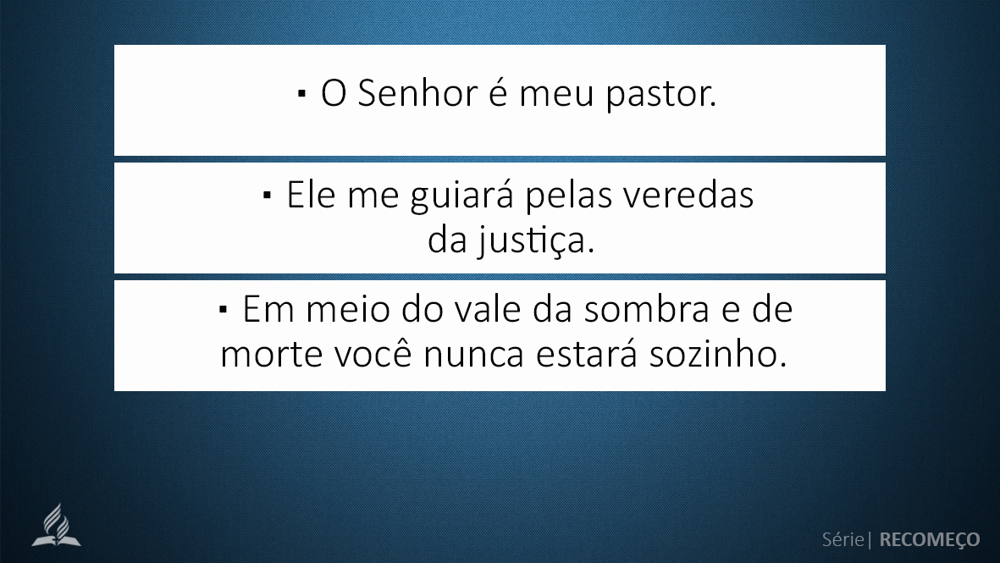 ▪ O Senhor é meu pastor.
▪ Ele me guiará pelas veredas
da justiça.
▪ Em meio do vale da sombra e de
morte você nunca estará sozinho.
Série| RECOMEÇO